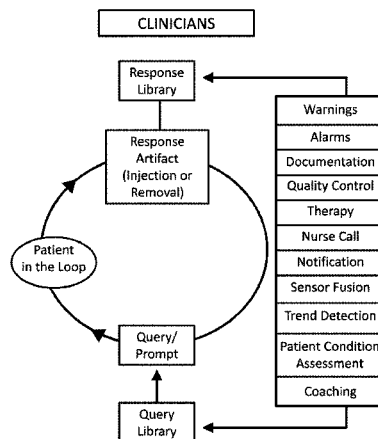 CLINICIANS
Response
Library
Response
Artifact
(Injection or
Removal)
Patient
in the Loop
Query/
Prompt
Query
Library
Warnings
Alarms
Documentation
Quality Control
Therapy
Nurse Call
Notification
Sensor Fusion
Trend Detection
Patient Condition
Assessment
Coaching